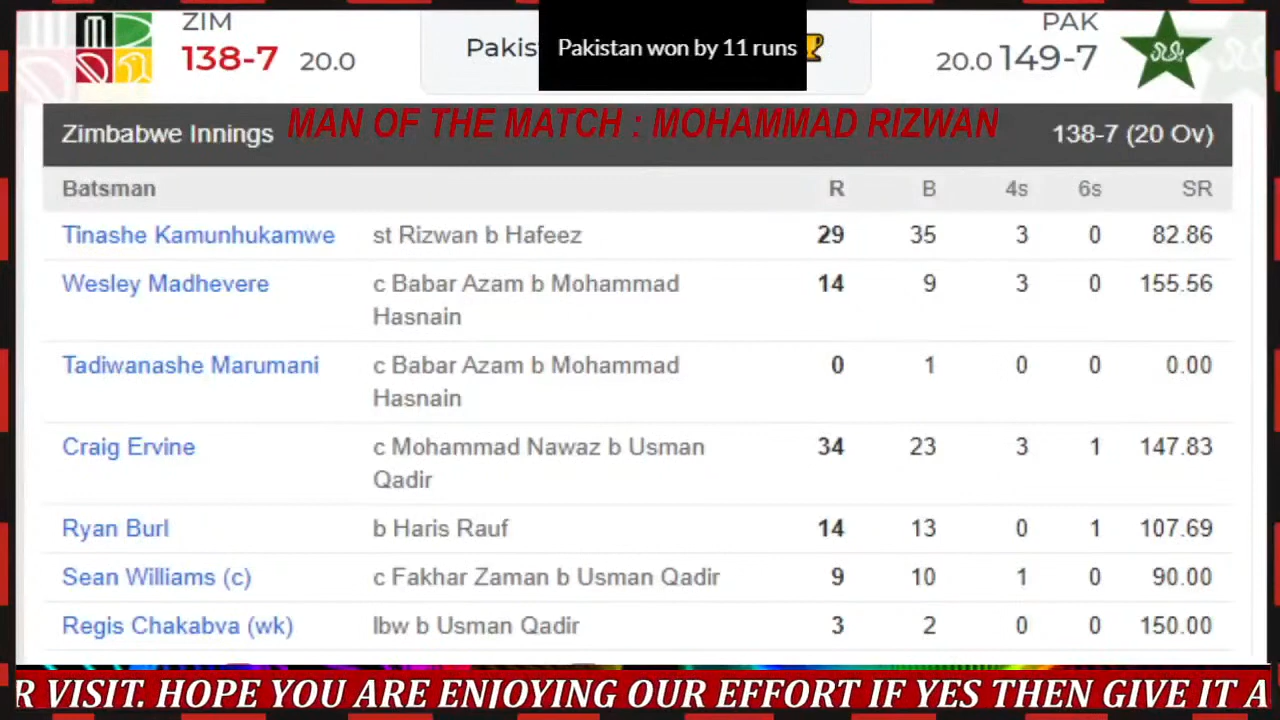 ZIM
138-7 20.0
Pakis
Pakistan won by 11 runs
PAK
20.0 149-7
MAN OF THE MATCH : MOHAMMAD RIZWAN
Zimbabwe Innings 138-7 (20 Ov)
Batsman R B 4s 6s SR
Tinashe Kamunhukamwe st Rizwan b Hafeez 29 35 3 0 82.86
Wesley Madhevere c Babar Azam b Mohammad 14 9 3 0 155.56
Hasnain
Tadiwanashe Marumani c Babar Azam b Mohammad 0 1 0 0 0.00
Hasnain
Craig Ervine c Mohammad Nawaz b Usman 34 23 3 1 147.83
Qadir
Ryan Burl b Haris Rauf 14 13 0 1 107.69
Sean Williams (c) c Fakhar Zaman b Usman Qadir 9 10 1 0 90.00
Regis Chakabva (wk) lbw b Usman Qadir 3 2 0 0 150.00
R VISIT. HOPE YOU ARE ENJOYING OUR EFFORT IF YES THEN GIVE IT A